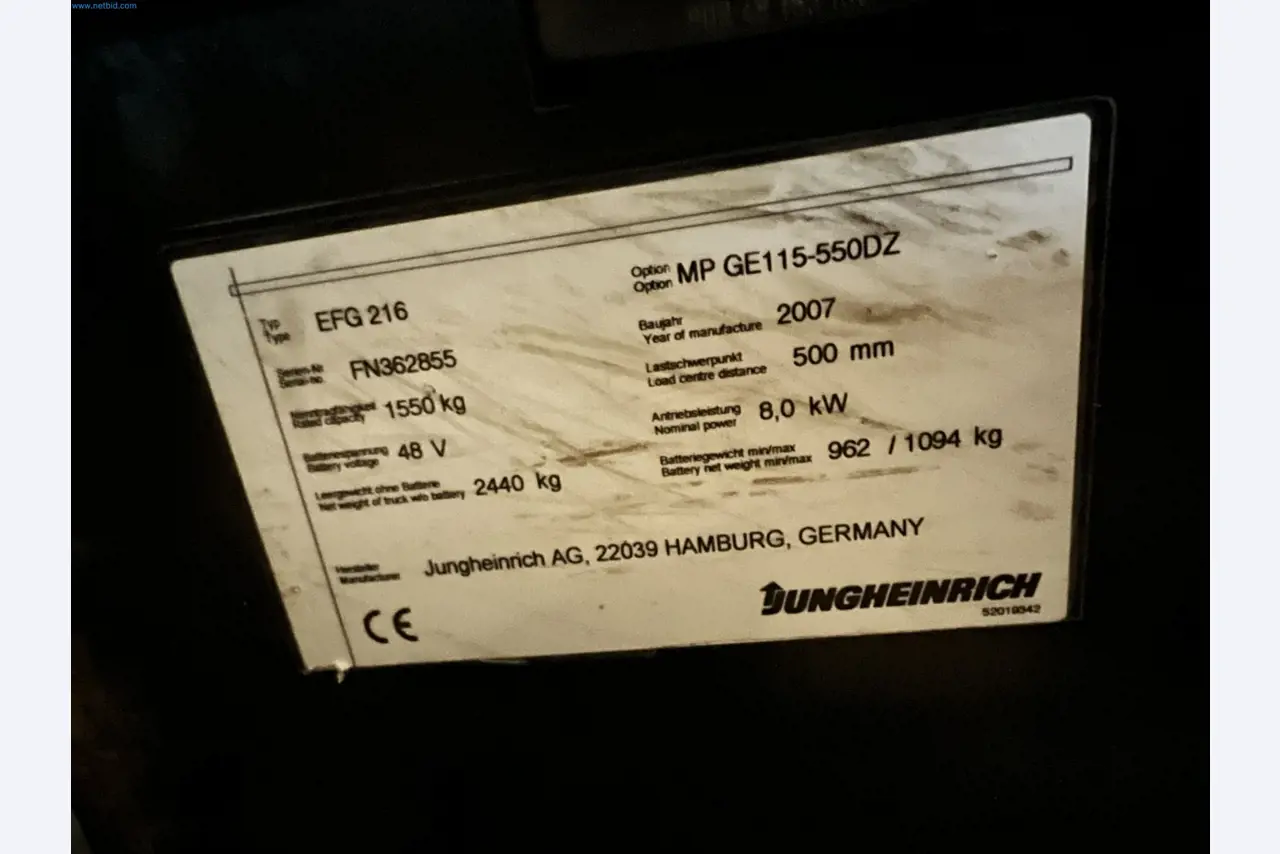 www.netbid.com
Option
Option MP GE115-550DZ
Typ
Type EFG 216
Baujahr
Year of manufacture 2007
Serien-Nr.
Serial-no. FN362855
Lastschwerpunkt
Load centre distance 500 mm
Nenntragfähigkeit
Rated capacity 1550 kg
Antriebsleistung
Nominal power 8,0 kW
Batteriespannung
Battery voltage 48 V
Batteriegewicht min/max
Battery net weight min/max 962 / 1094 kg
Leergewicht ohne Batterie
Net weight of truck w/o battery 2440 kg
Hersteller
Manufacturer Jungheinrich AG, 22039 HAMBURG, GERMANY
CE
JUNGHEINRICH
52019342